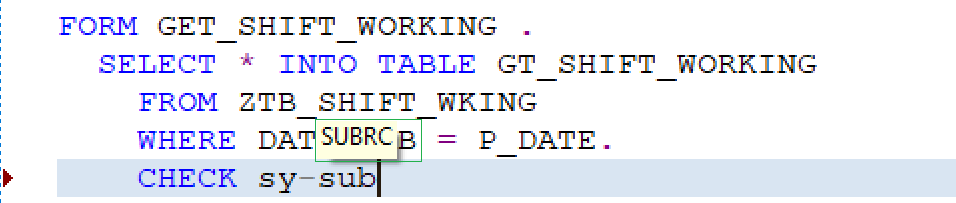 FORM GET_SHIFT_WORKING .
SELECT * INTO TABLE GT_SHIFT_WORKING
FROM ZTB_SHIFT_WKING
WHERE DAT B = P_DATE.
SUBRC
CHECK sy-sub